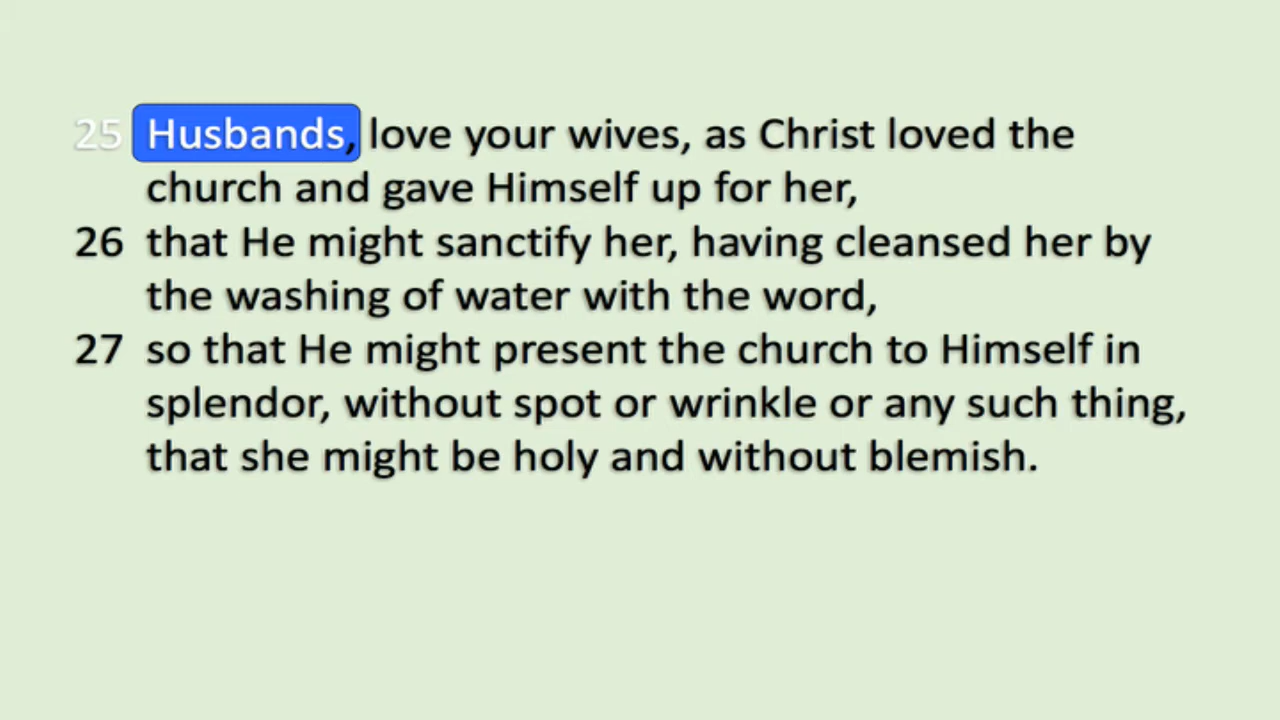 25 Husbands, love your wives, as Christ loved the
church and gave Himself up for her,
26 that He might sanctify her, having cleansed her by
the washing of water with the word,
27 so that He might present the church to Himself in
splendor, without spot or wrinkle or any such thing,
that she might be holy and without blemish.